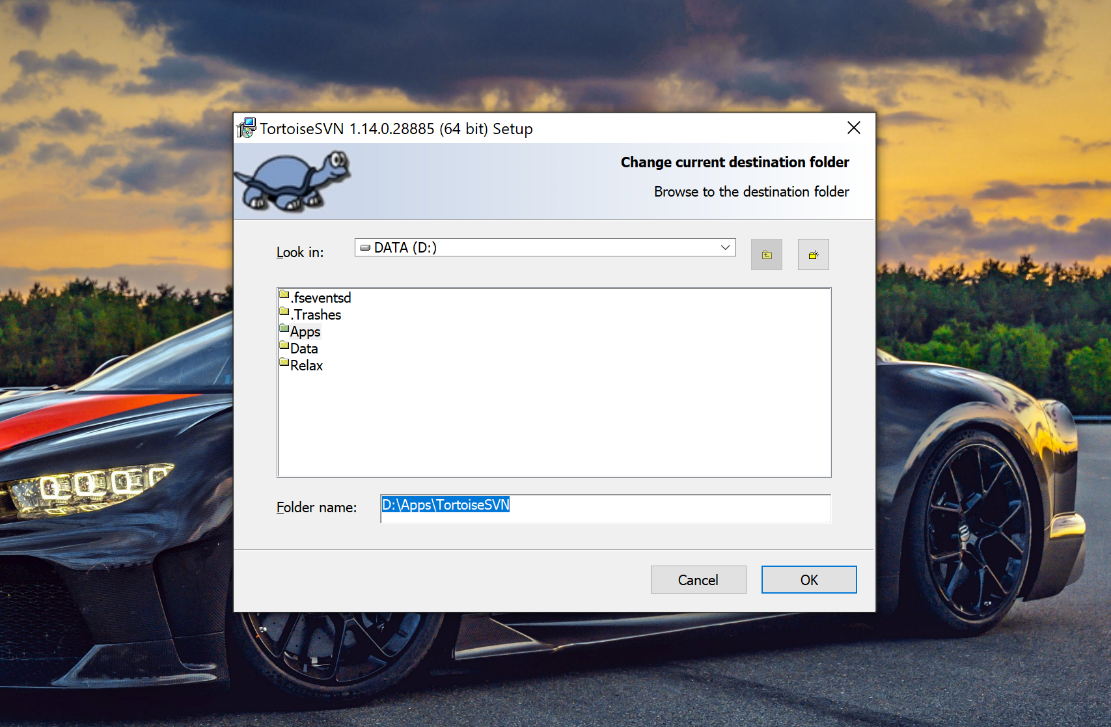 TortoiseSVN 1.14.0.28885 (64 bit) Setup
Change current destination folder
Browse to the destination folder
Look in:
DATA (D:)
.fseventsd
.Trashes
Apps
Data
Relax
Folder name:
D:\Apps\TortoiseSVN
Cancel
OK